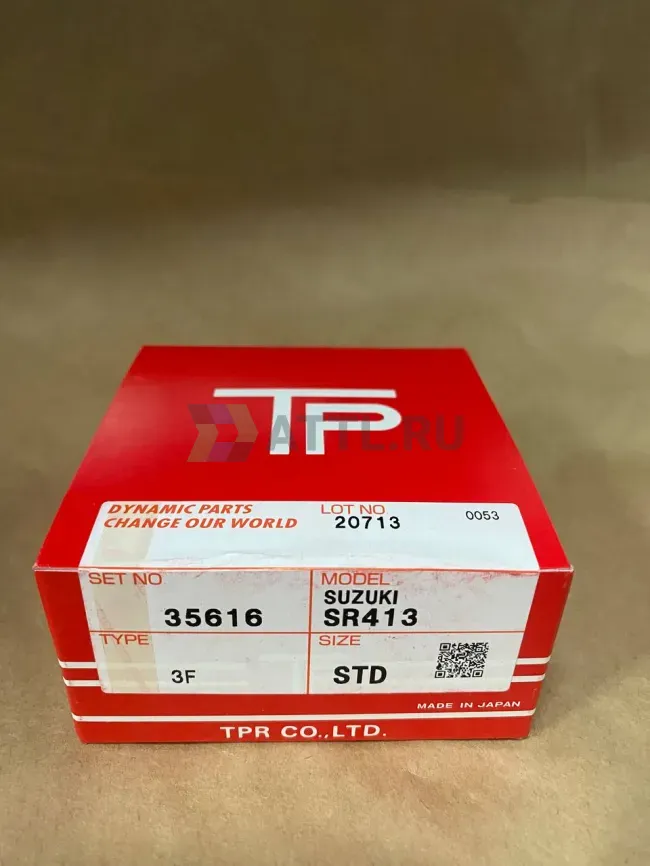 TP
ATTL.RU
DYNAMIC PARTS
CHANGE OUR WORLD
LOT NO
20713
0053
SET NO
35616
MODEL
SUZUKI
SR413
TYPE
3F
SIZE
STD
MADE IN JAPAN
TPR CO.,LTD.